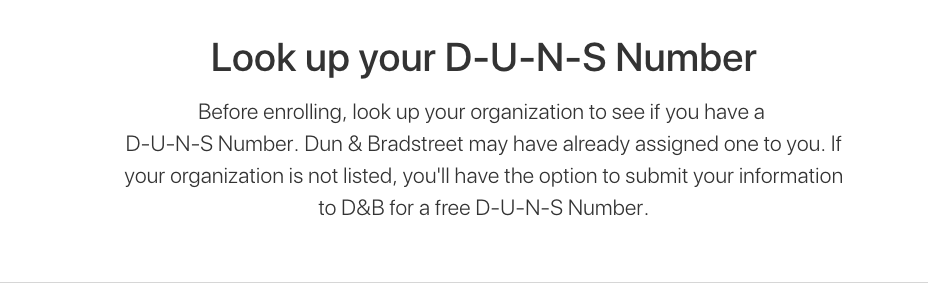 Look up your D-U-N-S Number
Before enrolling, look up your organization to see if you have a
D-U-N-S Number. Dun & Bradstreet may have already assigned one to you. If
your organization is not listed, you'll have the option to submit your information
to D&B for a free D-U-N-S Number.